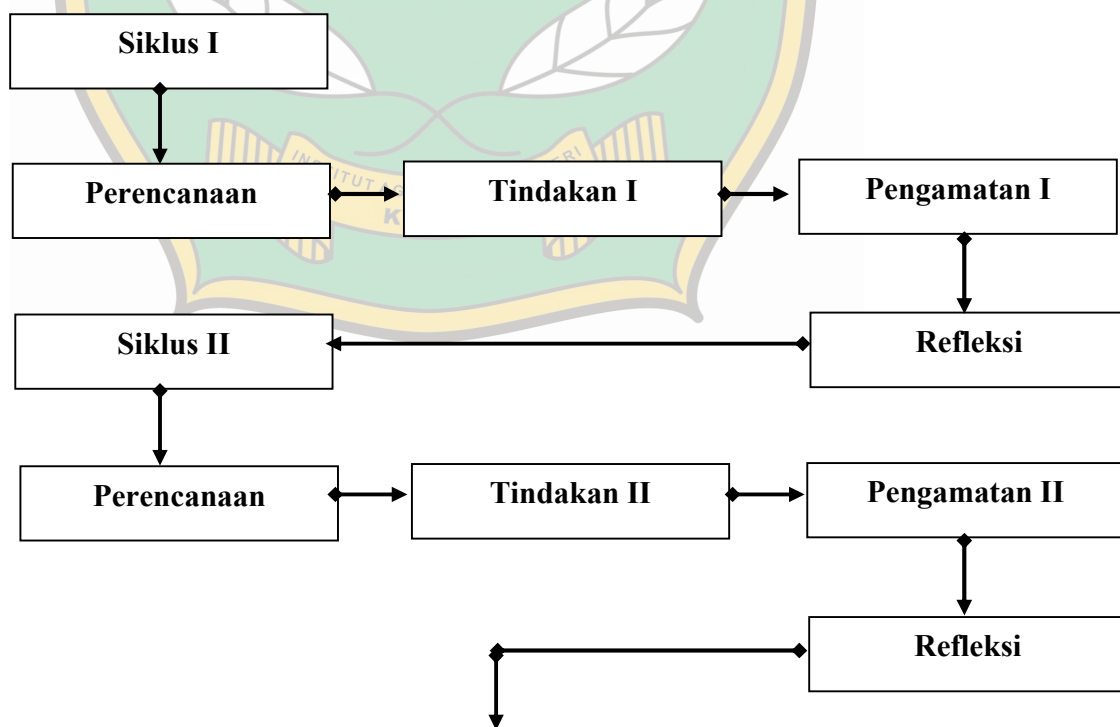 Siklus I
Perencanaan
Tindakan I
Pengamatan I
Siklus II
Refleksi
Perencanaan
Tindakan II
Pengamatan II
Refleksi